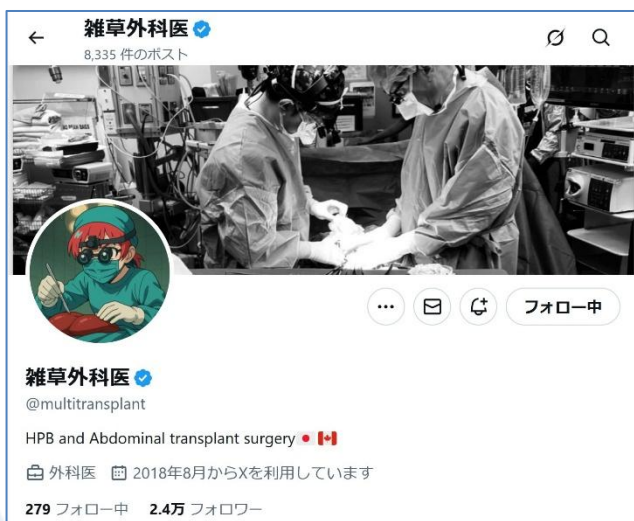 雑草外科医
8,335 件のポスト
フォロー中
雑草外科医
@multitransplant
HPB and Abdominal transplant surgery🇯🇵🇨🇦
外科医 2018年8月からXを利用しています
279 フォロー中 2.4万 フォロワー